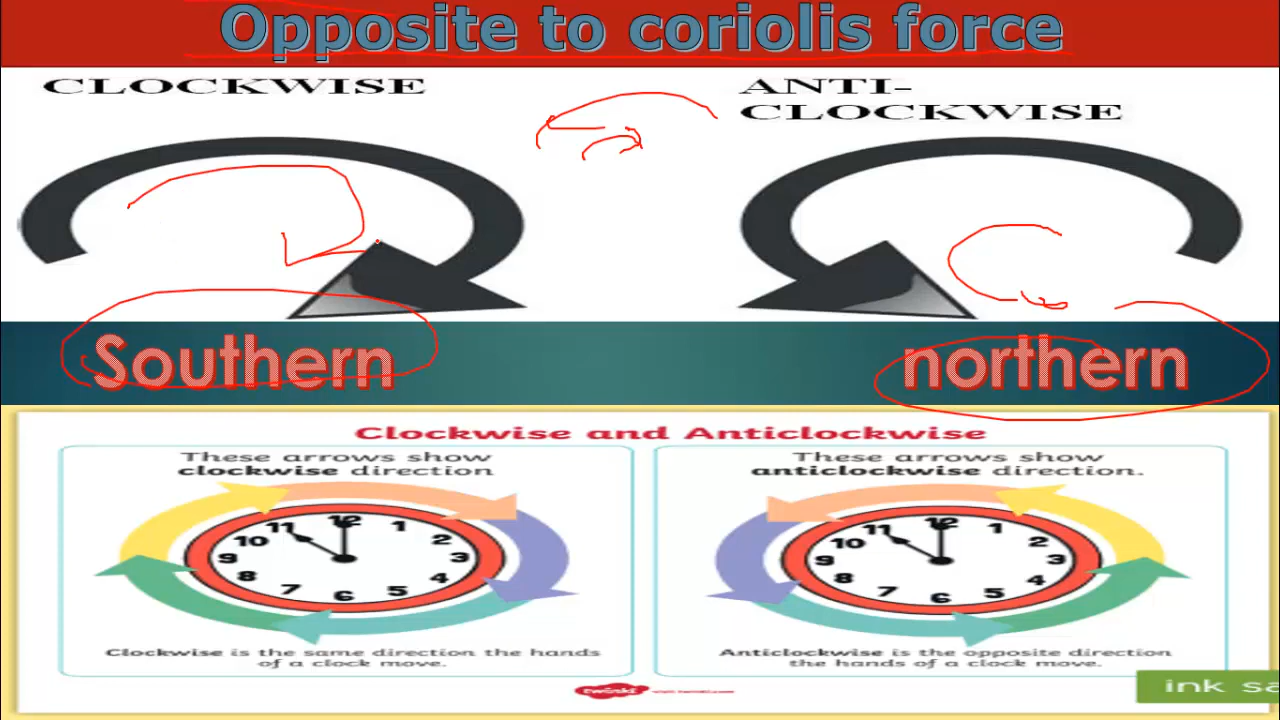 Opposite to coriolis force
CLOCKWISE
ANTI-
CLOCKWISE
Southern
northern
Clockwise and Anticlockwise
These arrows show
clockwise direction
11 12 1
10 2
9 3
8 4
7 6 5
Clockwise is the same direction the hands
of a clock move.
These arrows show
anticlockwise direction.
11 12 1
10 2
9 3
8 4
7 6 5
Anticlockwise is the opposite direction
the hands of a clock move.
twinkl
ink sa